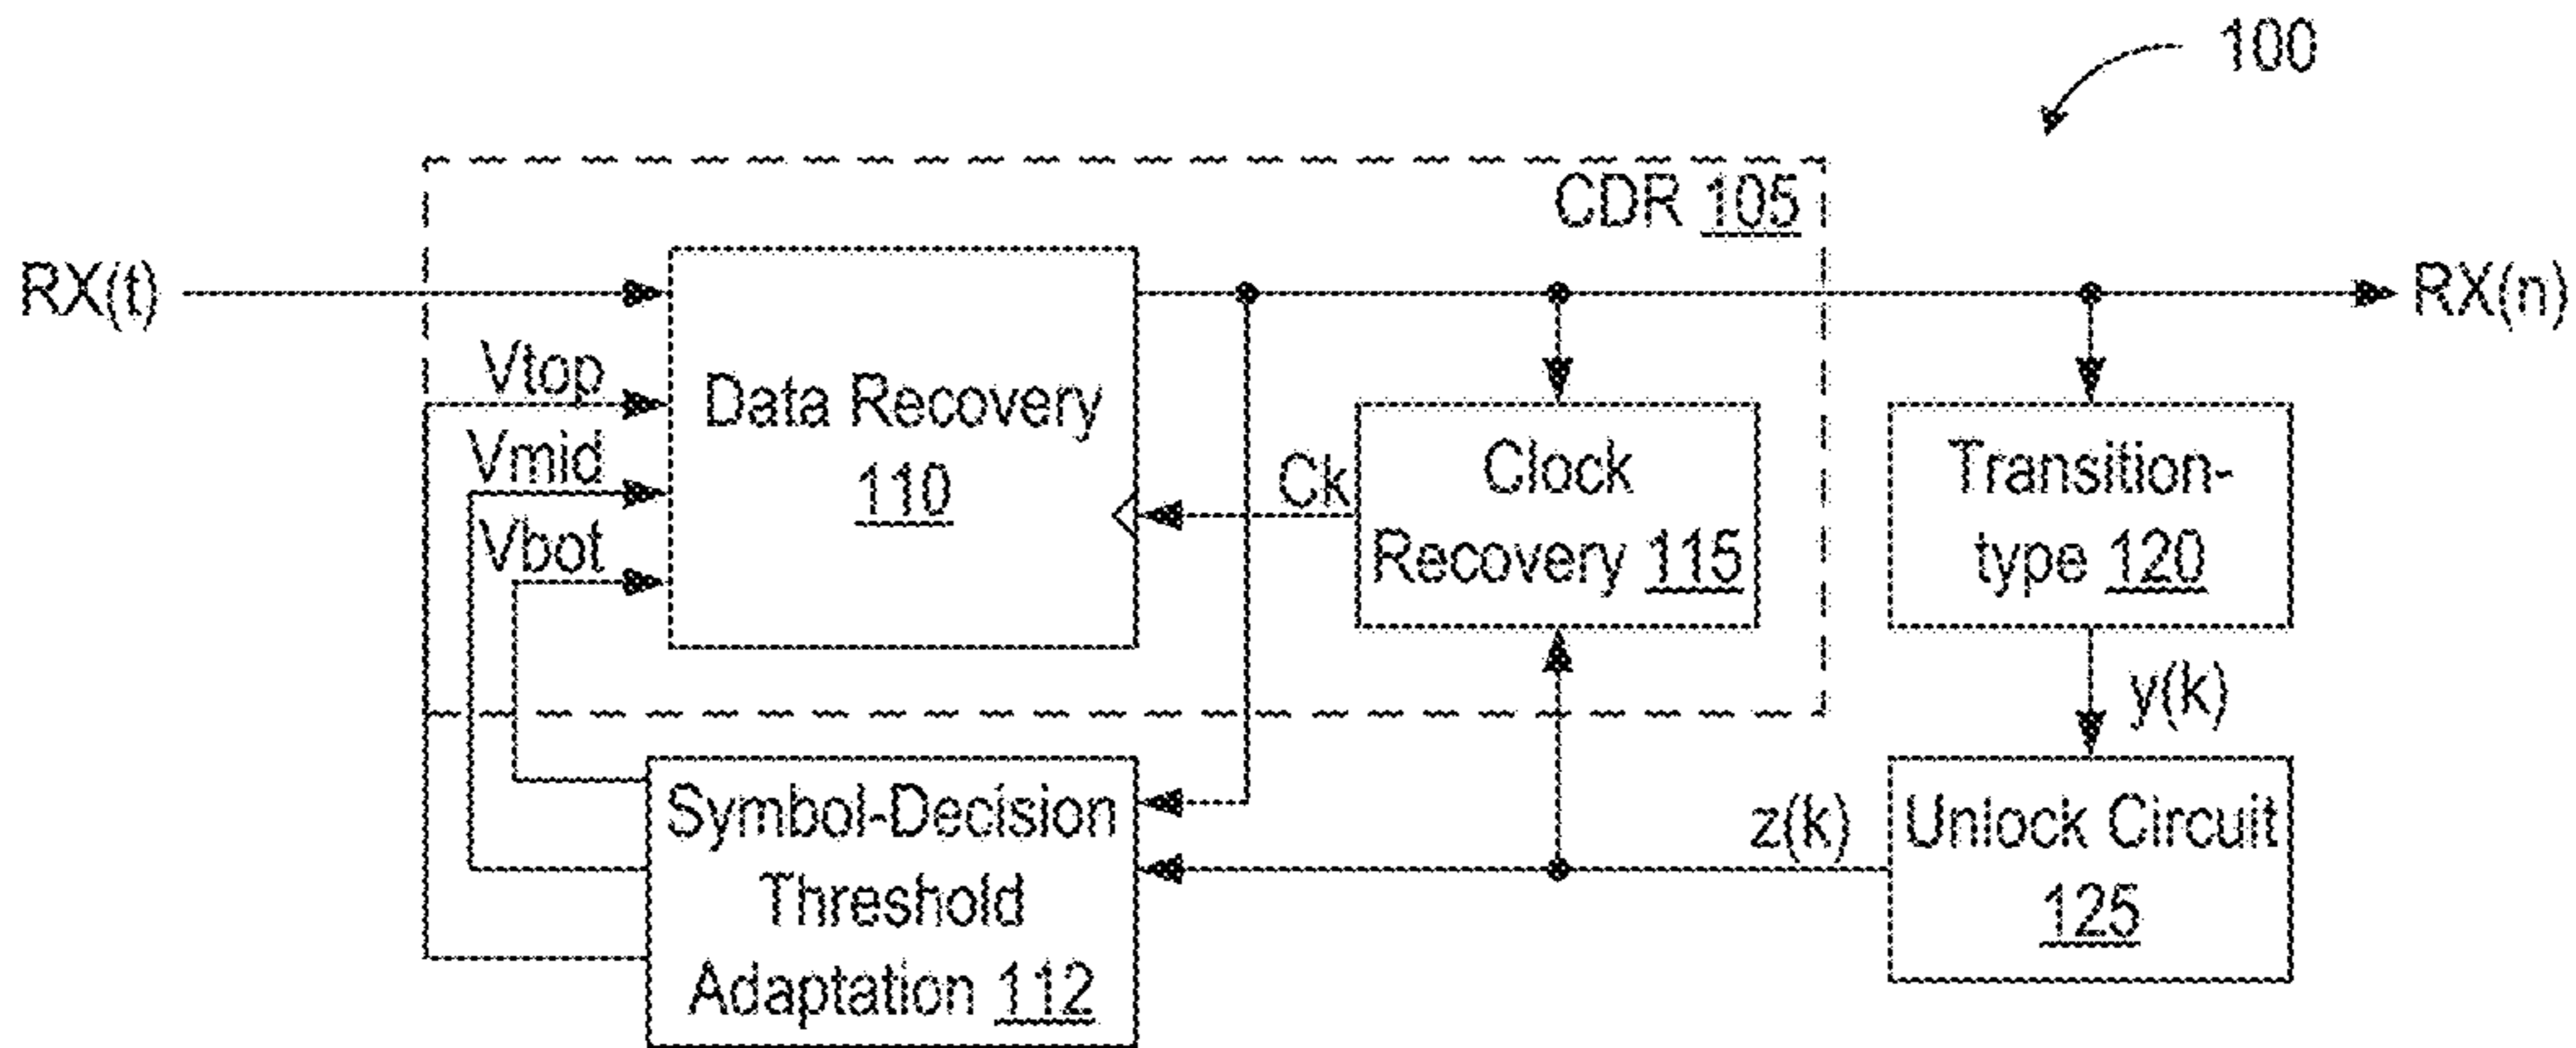 100
CDR 105
RX(t)
RX(n)
Vtop
Vmid
Vbot
Data Recovery
110
Ck
Clock
Recovery 115
Transition-
type 120
y(k)
Symbol-Decision
Threshold
Adaptation 112
z(k)
Unlock Circuit
125